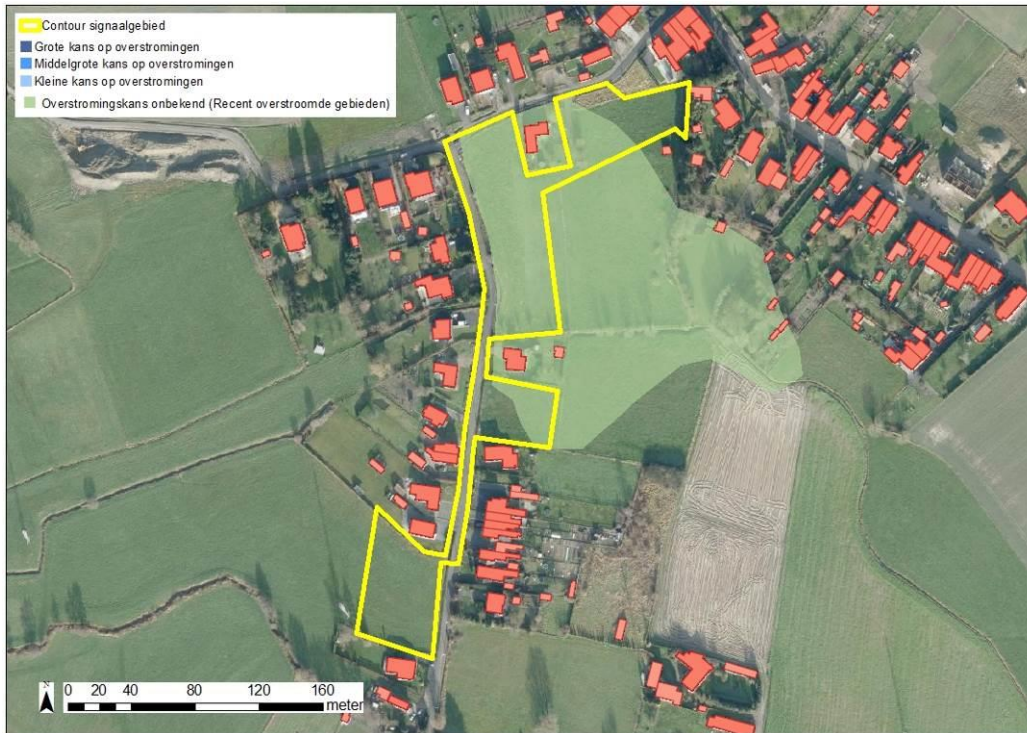 Contour signaalgebied
Grote kans op overstromingen
Middelgrote kans op overstromingen
Kleine kans op overstromingen
Overstromingskans onbekend (Recent overstroomde gebieden)
N
0 20 40 80 120 160
meter